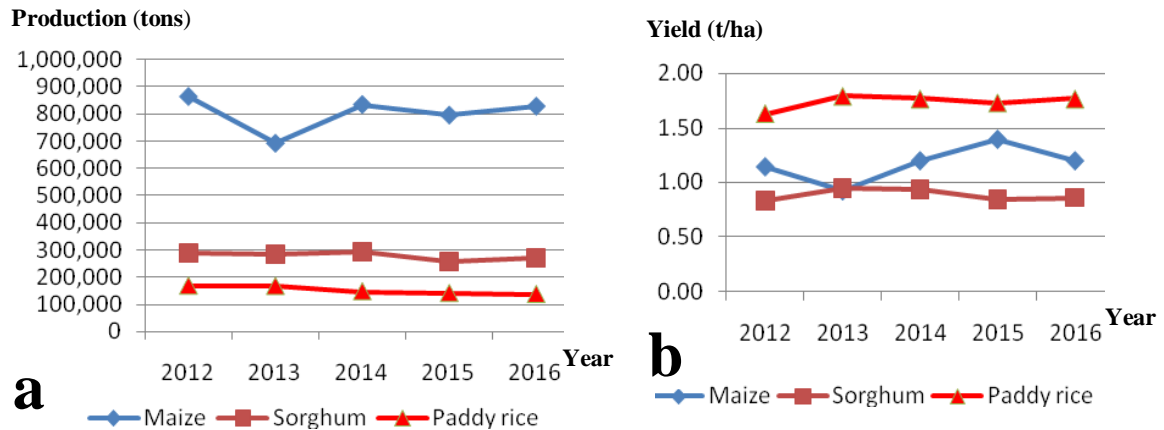 Production (tons)
1,000,000
900,000
800,000
700,000
600,000
500,000
400,000
300,000
200,000
100,000
0
2012 2013 2014 2015 2016
Year
a
Maize Sorghum Paddy rice
Yield (t/ha)
2.00
1.50
1.00
0.50
0.00
2012 2013 2014 2015 2016
Year
b
Maize Sorghum Paddy rice